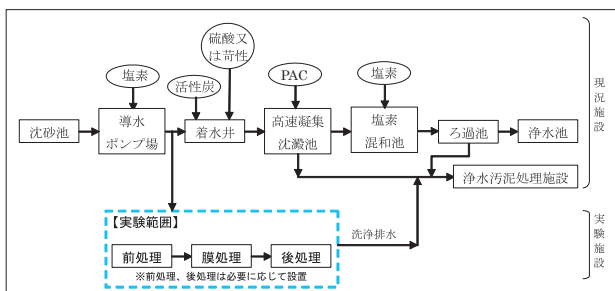 硫酸又
は苛性
塩素
活性炭
PAC
塩素
沈砂池
導水
ポンプ場
着水井
高速凝集
沈澱池
塩素
混和池
ろ過池
浄水池
浄水汚泥処理施設
現況施設
【実験範囲】
前処理
膜処理
後処理
※前処理、後処理は必要に応じて設置
洗浄排水
実験施設